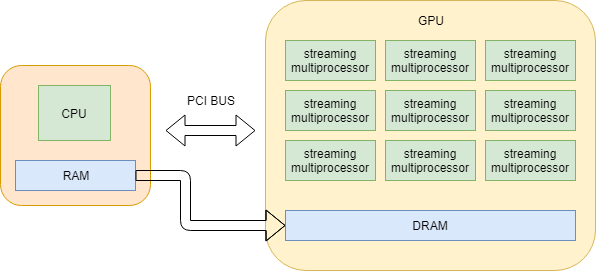 GPU
streaming
multiprocessor
streaming
multiprocessor
streaming
multiprocessor
CPU
PCI BUS
streaming
multiprocessor
streaming
multiprocessor
streaming
multiprocessor
streaming
multiprocessor
streaming
multiprocessor
streaming
multiprocessor
RAM
DRAM